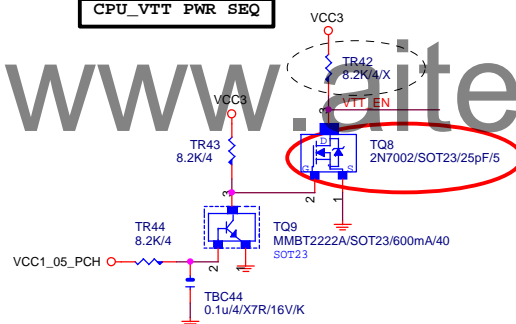 CPU_VTT PWR SEQ
VCC3
TR42
8.2K/4/X
www.aite
VTT_EN
VCC3
3
D
TQ8
2N7002/SOT23/25pF/5
G
S
TR43
8.2K/4
2
1
3
TR44
8.2K/4
TQ9
MMBT2222A/SOT23/600mA/40
SOT23
VCC1_05_PCH
2
1
TBC44
0.1u/4/X7R/16V/K